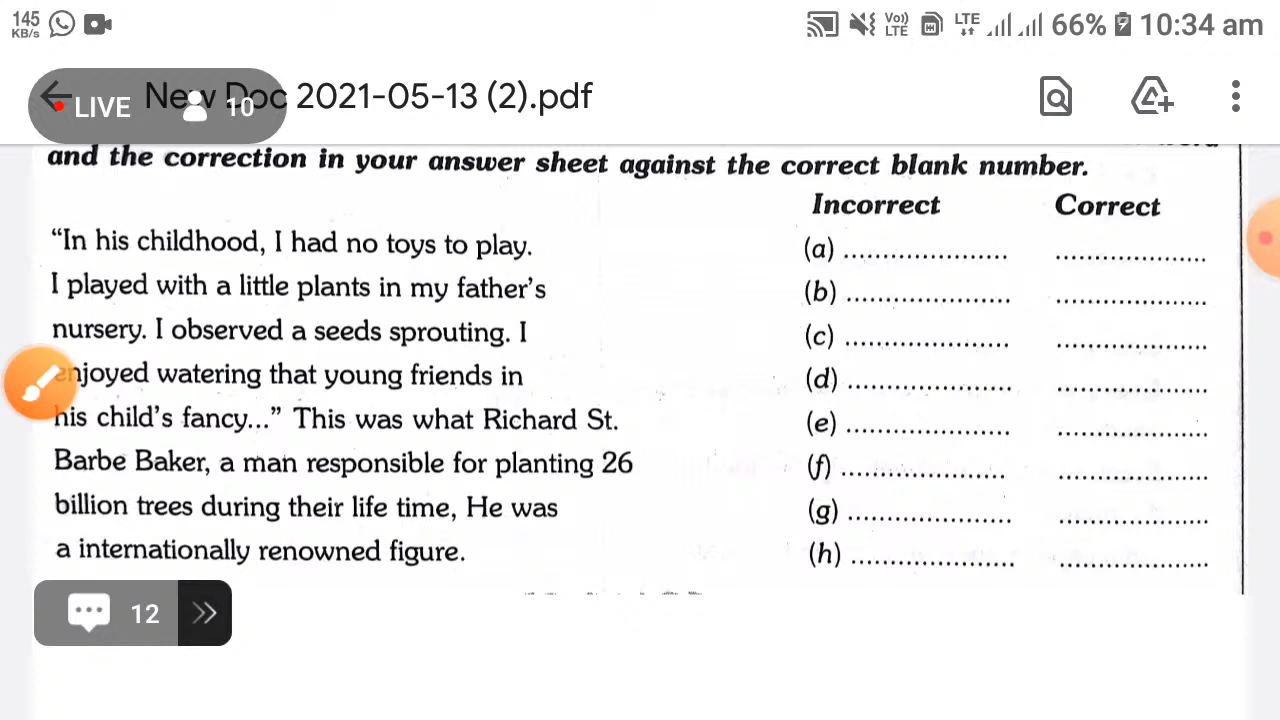 145
KB/s
Vo))
LTE
LTE
66%
10:34 am
LIVE
10
New Doc 2021-05-13 (2).pdf
and the correction in your answer sheet against the correct blank number.
Incorrect Correct
“In his childhood, I had no toys to play. (a) ..................... ....................
I played with a little plants in my father’s (b) ..................... ....................
nursery. I observed a seeds sprouting. I (c) ..................... ....................
enjoyed watering that young friends in (d) ..................... ....................
his child’s fancy...” This was what Richard St. (e) ..................... ....................
Barbe Baker, a man responsible for planting 26 (f) ..................... ....................
billion trees during their life time, He was (g) ..................... ....................
a internationally renowned figure. (h) ..................... ....................
12